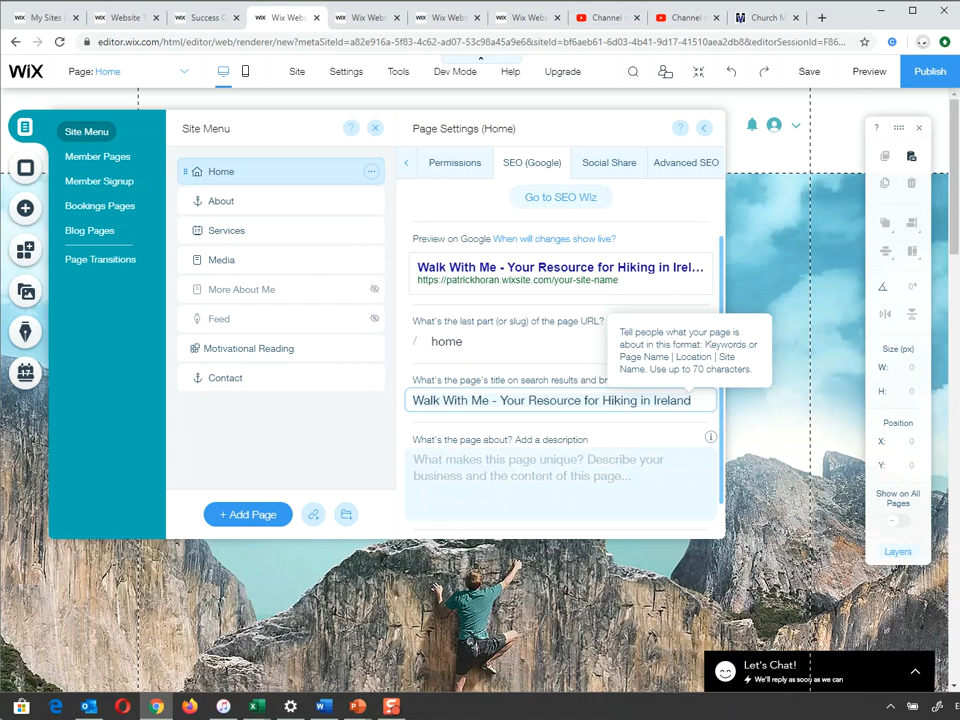 My Sites |
Website T
Success C
Wix Webs
Wix Webs
Wix Webs
Wix Webs
Channel c
Channel c
Church M
editor.wix.com/html/editor/web/renderer/new?metaSiteId=a82e916a-5f83-4c62-ad07-53c98a45a9e6&siteId=bf6aeb61-6d03-4b41-9d17-41510aea2db8&editorSessionId=F86...
WiX
Page: Home
Site
Settings
Tools
Dev Mode
Help
Upgrade
Save
Preview
Publish
Site Menu
Member Pages
Member Signup
Bookings Pages
Blog Pages
Page Transitions
Site Menu
?
Home
About
Services
Media
More About Me
Feed
Motivational Reading
Contact
+ Add Page
Page Settings (Home)
?
Permissions
SEO (Google)
Social Share
Advanced SEO
Go to SEO Wiz
Preview on Google When will changes show live?
Walk With Me - Your Resource for Hiking in Irel...
https://patrickhoran.wixsite.com/your-site-name
What's the last part (or slug) of the page URL?
/ home
Tell people what your page is
about in this format: Keywords or
Page Name | Location | Site
Name. Use up to 70 characters.
What's the page's title on search results and br
Walk With Me - Your Resource for Hiking in Ireland
What's the page about? Add a description
What makes this page unique? Describe your
business and the content of this page...
?
0°
Size (px)
W: 0
H: 0
Position
X: 0
Y: 0
Show on All
Pages
Layers
Let's Chat!
We'll reply as soon as we can
E